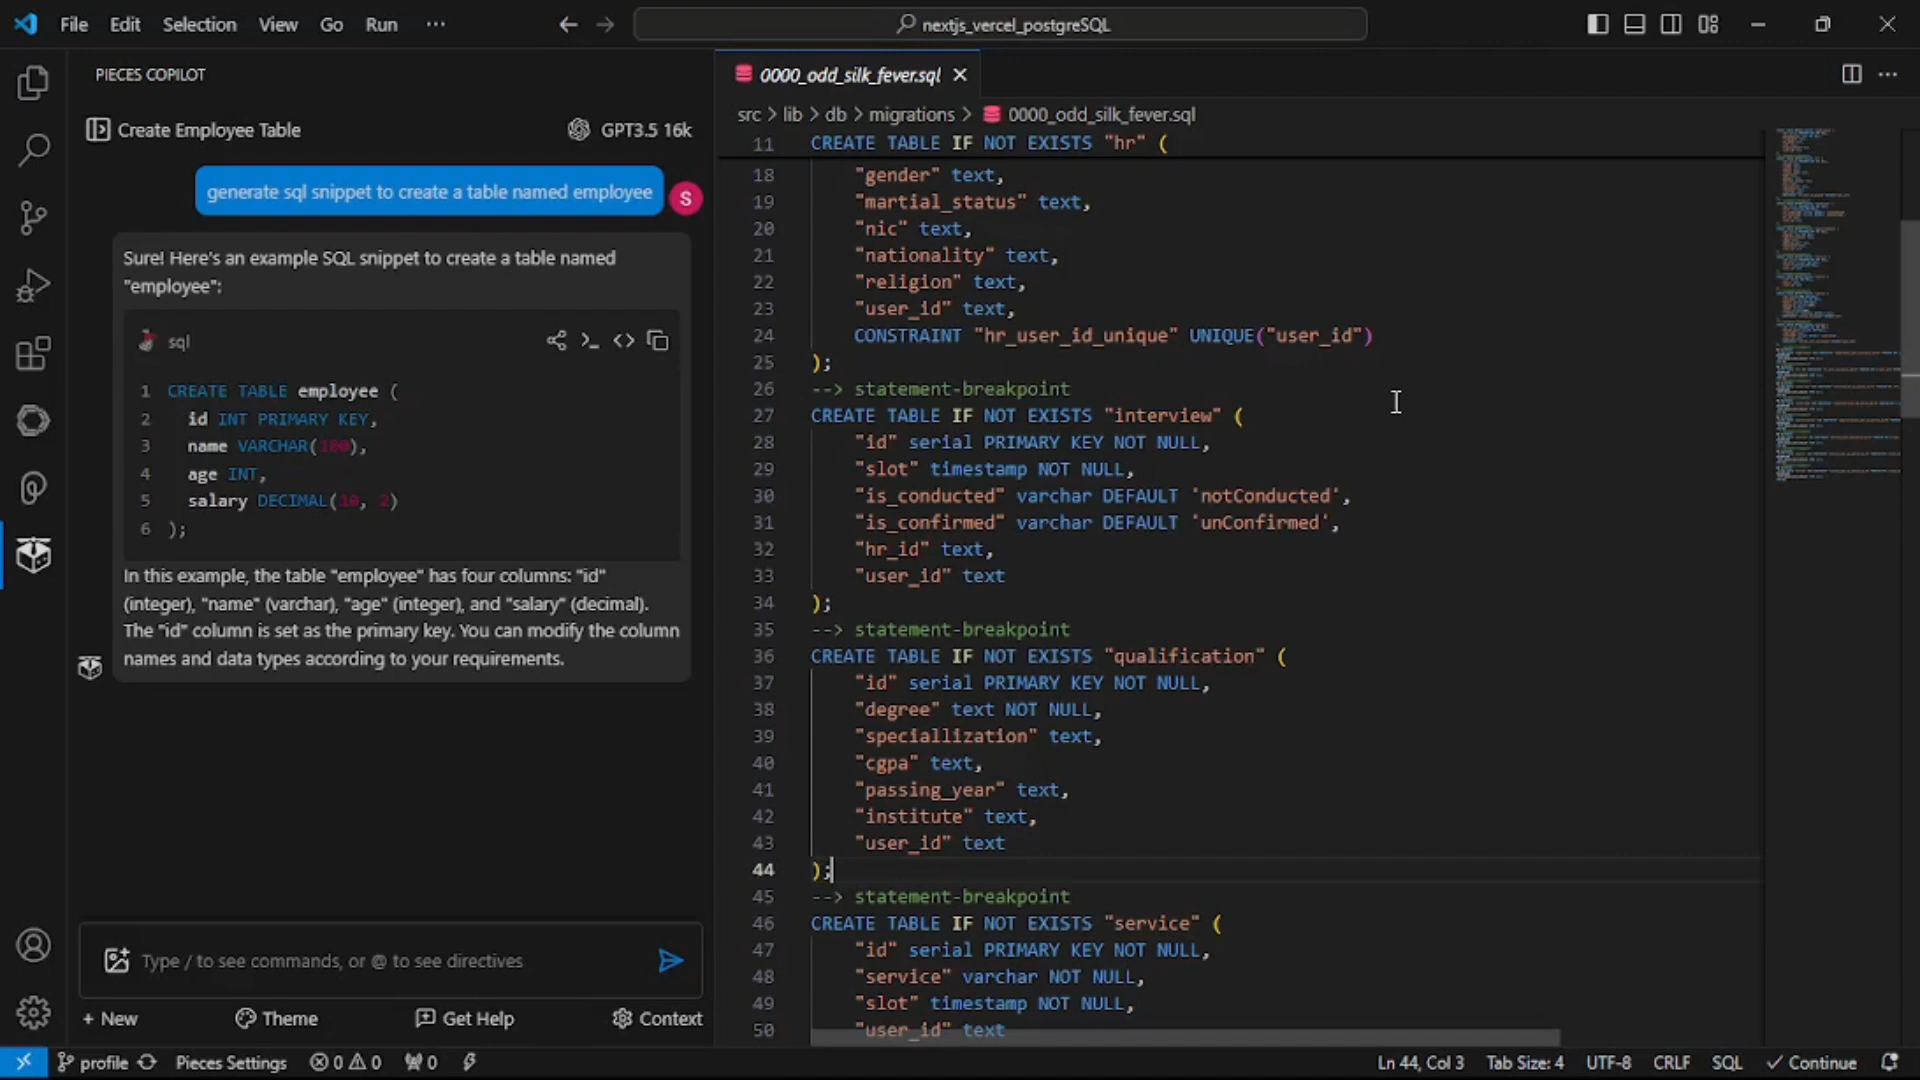 File Edit Selection View Go Run ···
nextjs_vercel_postgreSQL
PIECES COPILOT
Create Employee Table
GPT3.5 16k
generate sql snippet to create a table named employee
S
Sure! Here's an example SQL snippet to create a table named
"employee":
sql
1 CREATE TABLE employee (
2 id INT PRIMARY KEY,
3 name VARCHAR(100),
4 age INT,
5 salary DECIMAL(10, 2)
6 );
In this example, the table "employee" has four columns: "id"
(integer), "name" (varchar), "age" (integer), and "salary" (decimal).
The "id" column is set as the primary key. You can modify the column
names and data types according to your requirements.
Type / to see commands, or @ to see directives
+ New Theme Get Help Context
0000_odd_silk_fever.sql
src > lib > db > migrations > 0000_odd_silk_fever.sql
11 CREATE TABLE IF NOT EXISTS "hr" (
18 "gender" text,
19 "martial_status" text,
20 "nic" text,
21 "nationality" text,
22 "religion" text,
23 "user_id" text,
24 CONSTRAINT "hr_user_id_unique" UNIQUE("user_id")
25 );
26 --> statement-breakpoint
27 CREATE TABLE IF NOT EXISTS "interview" (
28 "id" serial PRIMARY KEY NOT NULL,
29 "slot" timestamp NOT NULL,
30 "is_conducted" varchar DEFAULT 'notConducted',
31 "is_confirmed" varchar DEFAULT 'unConfirmed',
32 "hr_id" text,
33 "user_id" text
34 );
35 --> statement-breakpoint
36 CREATE TABLE IF NOT EXISTS "qualification" (
37 "id" serial PRIMARY KEY NOT NULL,
38 "degree" text NOT NULL,
39 "speciallization" text,
40 "cgpa" text,
41 "passing_year" text,
42 "institute" text,
43 "user_id" text
44 );
45 --> statement-breakpoint
46 CREATE TABLE IF NOT EXISTS "service" (
47 "id" serial PRIMARY KEY NOT NULL,
48 "service" varchar NOT NULL,
49 "slot" timestamp NOT NULL,
50 "user_id" text
profile Pieces Settings 0 0 0 Ln 44, Col 3 Tab Size: 4 UTF-8 CRLF SQL Continue